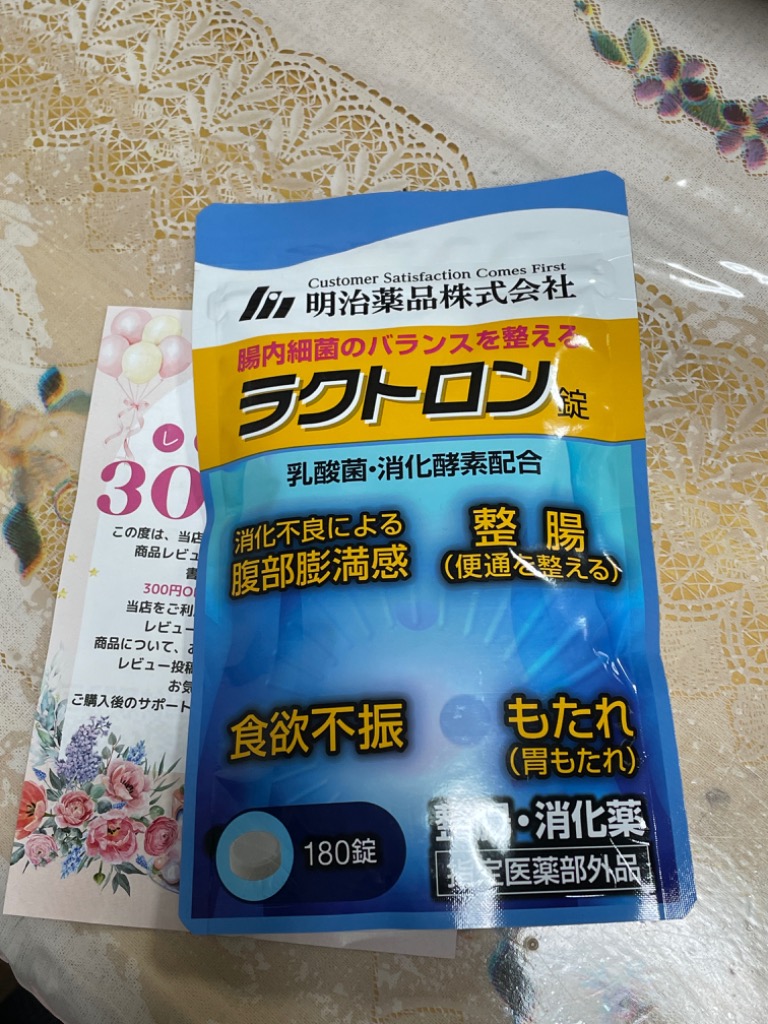 Customer Satisfaction Comes First
明治薬品株式会社
腸内細菌のバランスを整える
ラクトロン錠
乳酸菌・消化酵素配合
消化不良による
腹部膨満感
整腸
(便通を整える)
食欲不振
もたれ
(胃もたれ)
180錠
整腸・消化薬
指定医薬部外品
レ
30
この度は、当店
商品レビュ
書
300円O
当店をご利
レビュー
商品について、
レビュー投稿
お気
ご購入後のサポート